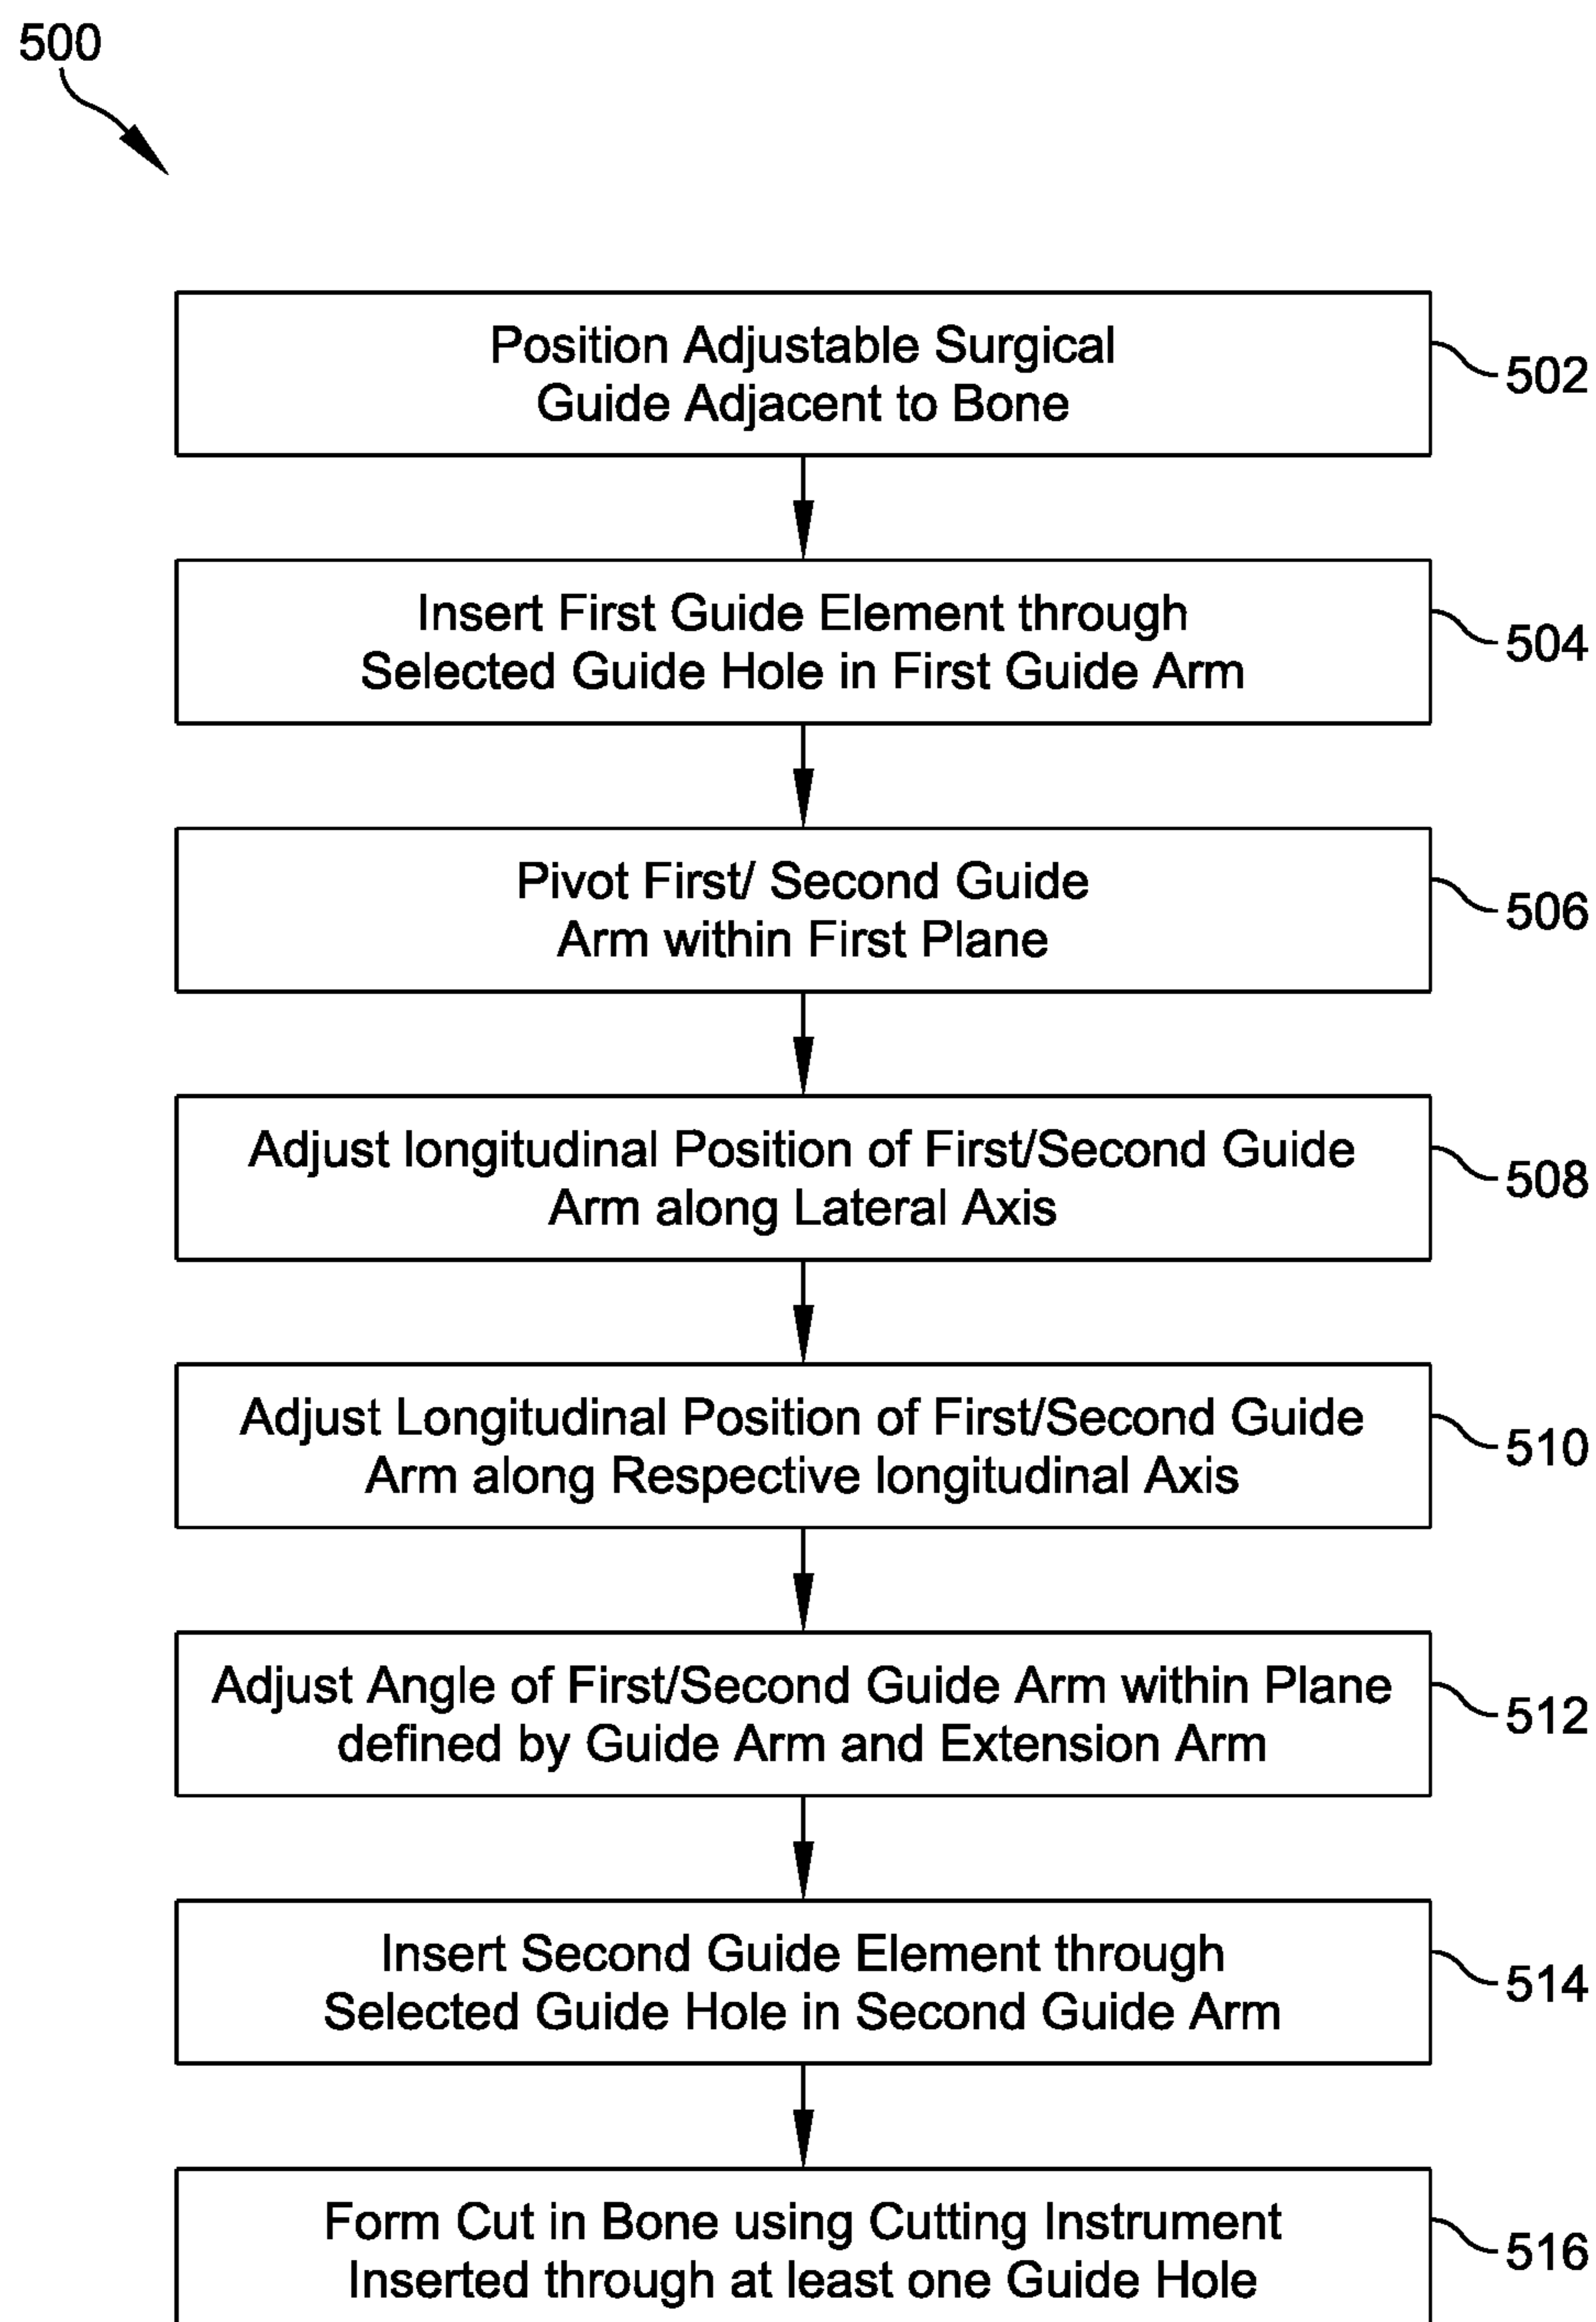 500
Position Adjustable Surgical
Guide Adjacent to Bone
502
Insert First Guide Element through
Selected Guide Hole in First Guide Arm
504
Pivot First/ Second Guide
Arm within First Plane
506
Adjust longitudinal Position of First/Second Guide
Arm along Lateral Axis
508
Adjust Longitudinal Position of First/Second Guide
Arm along Respective longitudinal Axis
510
Adjust Angle of First/Second Guide Arm within Plane
defined by Guide Arm and Extension Arm
512
Insert Second Guide Element through
Selected Guide Hole in Second Guide Arm
514
Form Cut in Bone using Cutting Instrument
Inserted through at least one Guide Hole
516